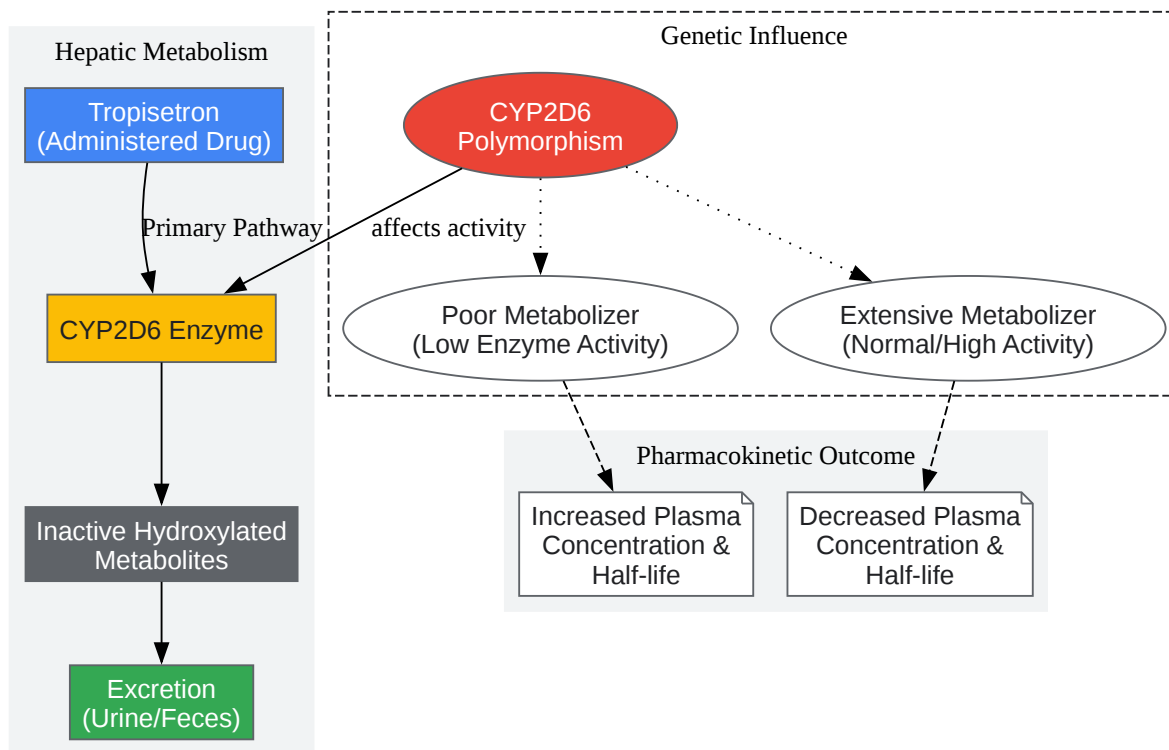 Hepatic Metabolism
Tropisetron
(Administered Drug)
Primary Pathway
CYP2D6 Enzyme
Inactive Hydroxylated
Metabolites
Excretion
(Urine/Feces)
Genetic Influence
CYP2D6
Polymorphism
affects activity
Poor Metabolizer
(Low Enzyme Activity)
Extensive Metabolizer
(Normal/High Activity)
Pharmacokinetic Outcome
Increased Plasma
Concentration &
Half-life
Decreased Plasma
Concentration &
Half-life